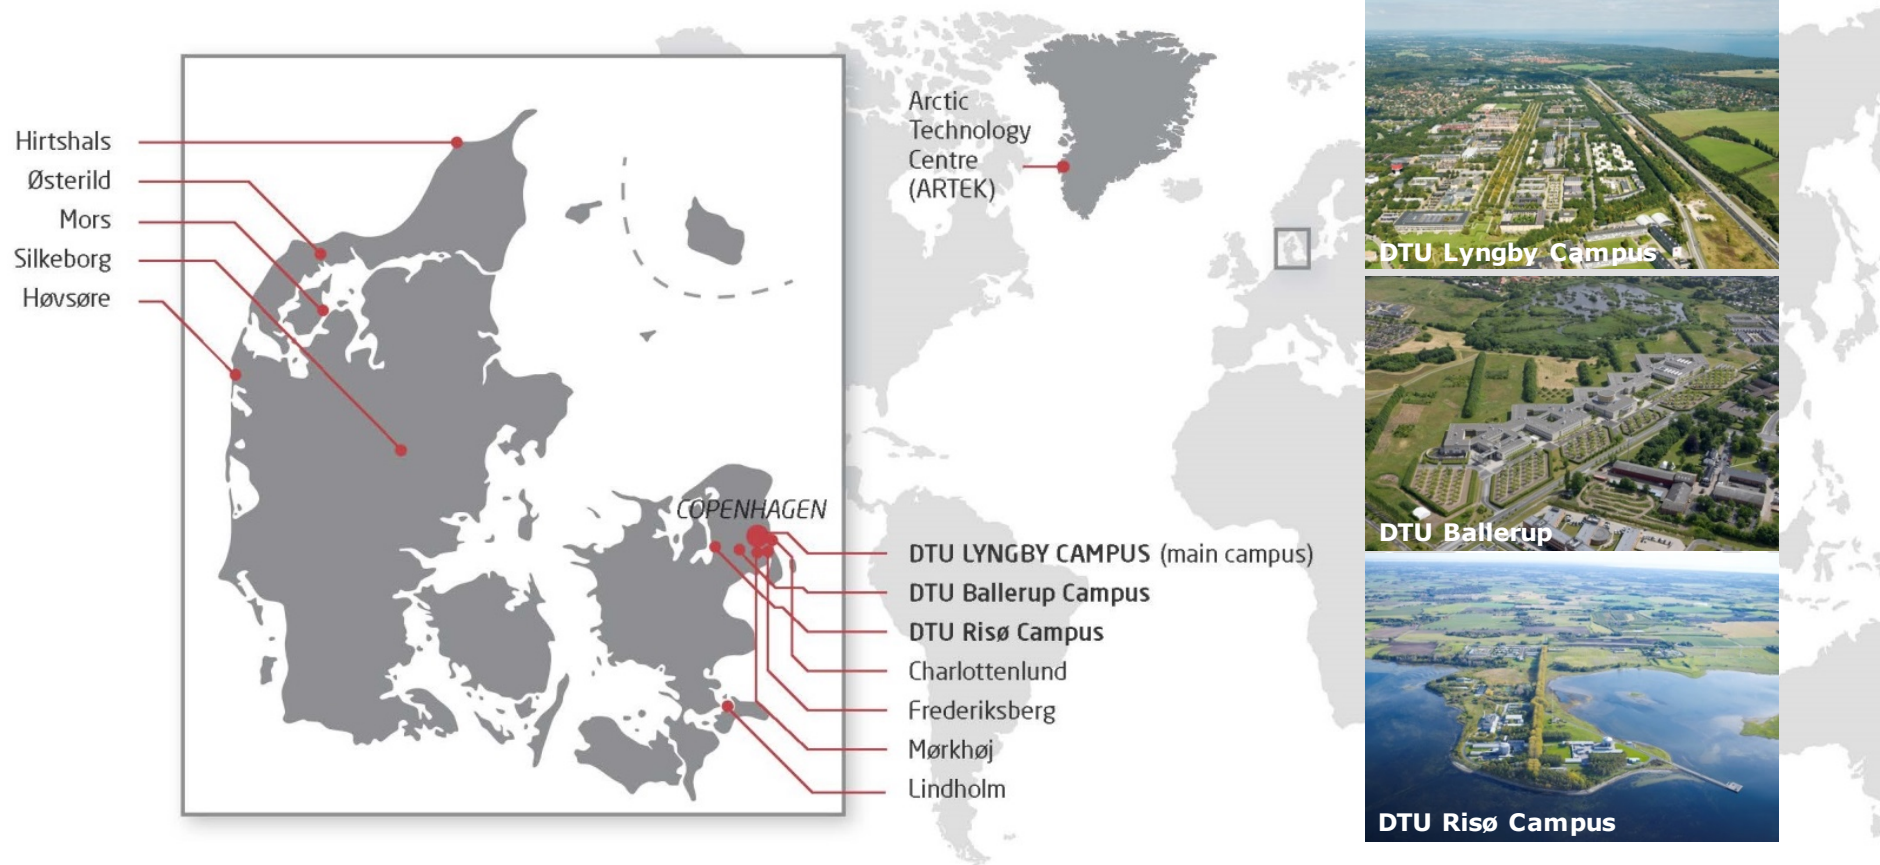 Hirtshals
Østerild
Mors
Silkeborg
Høvsøre
COPENHAGEN
Arctic
Technology
Centre
(ARTEK)
DTU LYNGBY CAMPUS (main campus)
DTU Ballerup Campus
DTU Risø Campus
Charlottenlund
Frederiksberg
Mørkhøj
Lindholm
DTU Lyngby Campus
DTU Ballerup
DTU Risø Campus